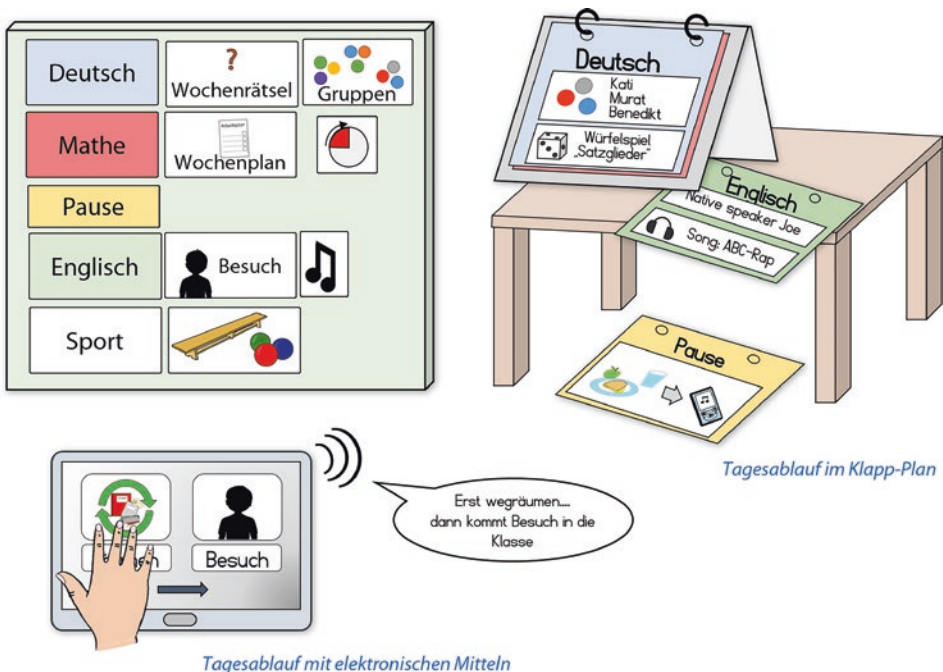 Deutsch
?
Wochenrätsel
Gruppen
Mathe
Wochenplan
Pause
Englisch
Besuch
Sport
Deutsch
Kati
Murat
Benedikt
Würfelspiel
„Satzglieder“
Englisch
Native speaker Joe
Song: ABC-Rap
Pause
Tagesablauf im Klapp-Plan
Besuch
Erst wegräumen....
dann kommt Besuch in die
Klasse
Tagesablauf mit elektronischen Mitteln